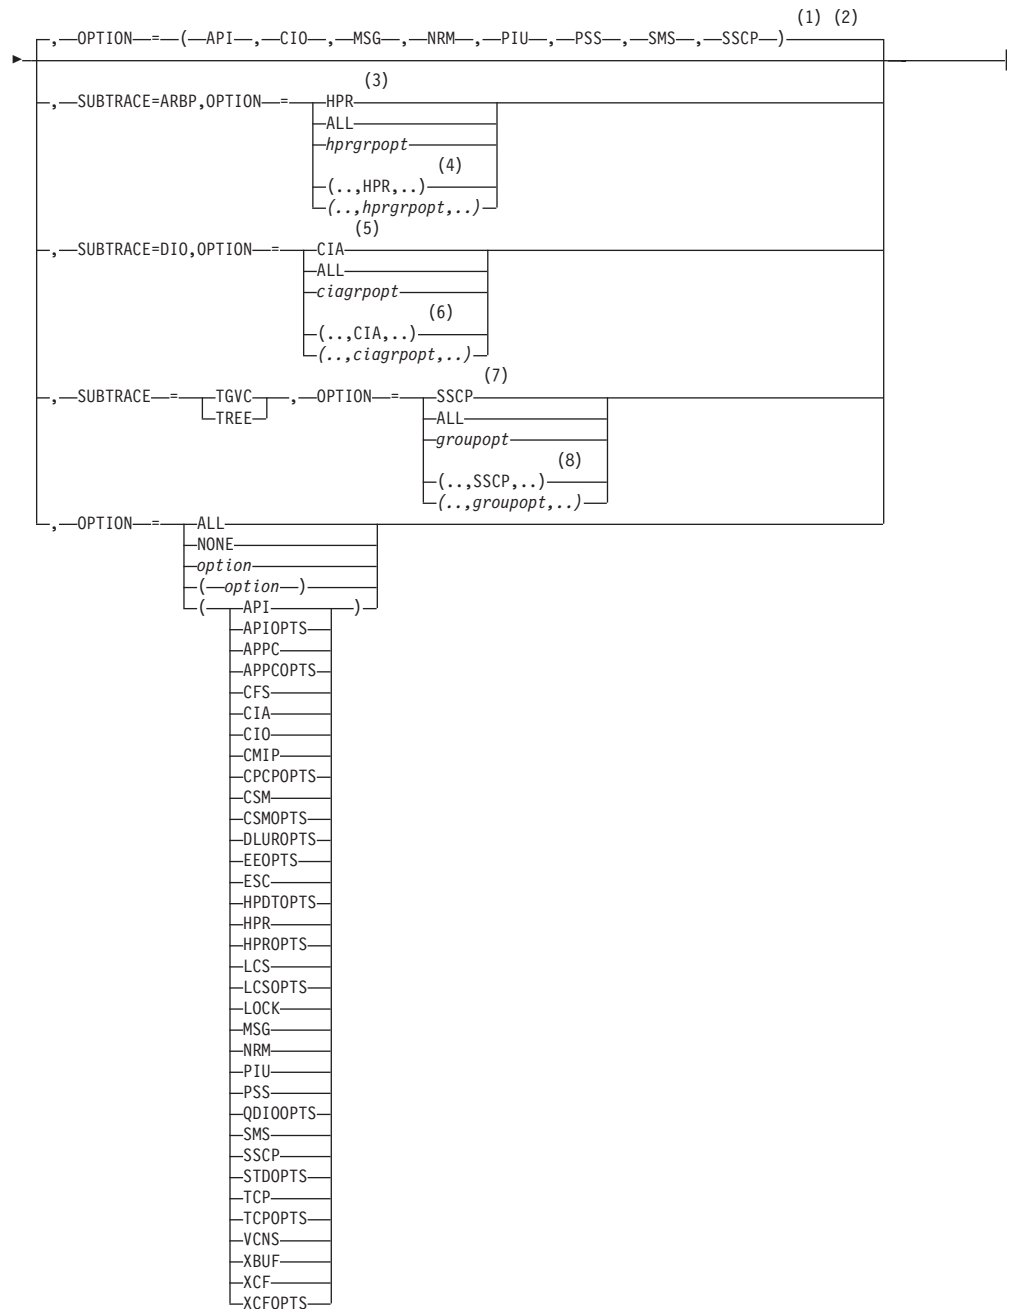 (1) (2)
, OPTION = ( API , CIO , MSG , NRM , PIU , PSS , SMS , SSCP )
(3)
, SUBTRACE=ARBP,OPTION = HPR
ALL
hprgrpopt
(4)
(..,HPR,..)
(..,hprgrpopt,..)
(5)
, SUBTRACE=DIO,OPTION = CIA
ALL
ciagrpopt
(6)
(..,CIA,..)
(..,ciagrpopt,..)
(7)
, SUBTRACE = TGVC , OPTION = SSCP
TREE ALL
groupopt
(8)
(..,SSCP,..)
(..,groupopt,..)
, OPTION = ALL
NONE
option
( option )
( API )
APIOPTS
APPC
APPCOPTS
CFS
CIA
CIO
CMIP
CPCPOPTS
CSM
CSMOPTS
DLUROPTS
EEOPTS
ESC
HPDTOPTS
HPR
HPROPTS
LCS
LCSOPTS
LOCK
MSG
NRM
PIU
PSS
QDIOOPTS
SMS
SSCP
STDOPTS
TCP
TCPOPTS
VCNS
XBUF
XCF
XCFOPTS